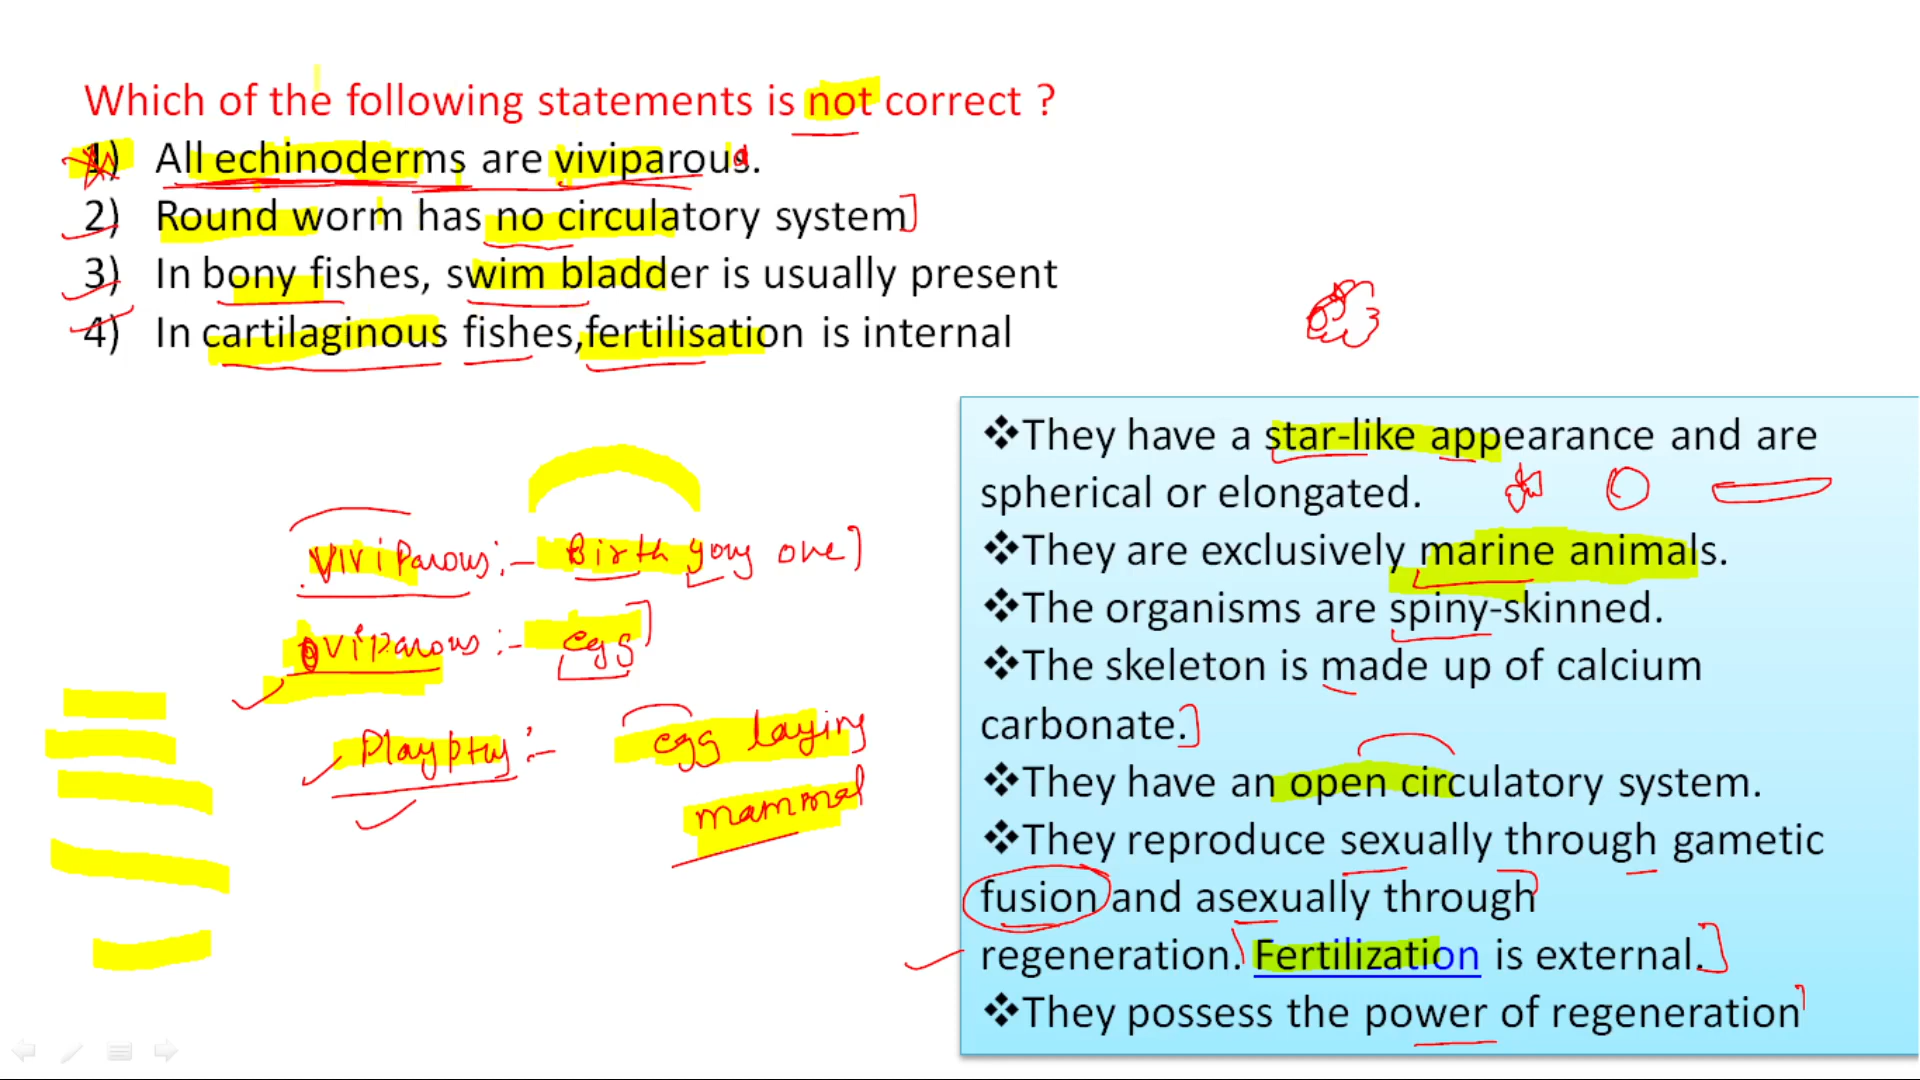 Which of the following statements is not correct ?
1) All echinoderms are viviparous.
2) Round worm has no circulatory system
3) In bony fishes, swim bladder is usually present
4) In cartilaginous fishes,fertilisation is internal
Viviparous :- Birth yong one]
oviparous :- egg]
Playptus :- egg laying
mammal
❖They have a star-like appearance and are
spherical or elongated.
❖They are exclusively marine animals.
❖The organisms are spiny-skinned.
❖The skeleton is made up of calcium
carbonate.
❖They have an open circulatory system.
❖They reproduce sexually through gametic
fusion and asexually through
regeneration. Fertilization is external.
❖They possess the power of regeneration